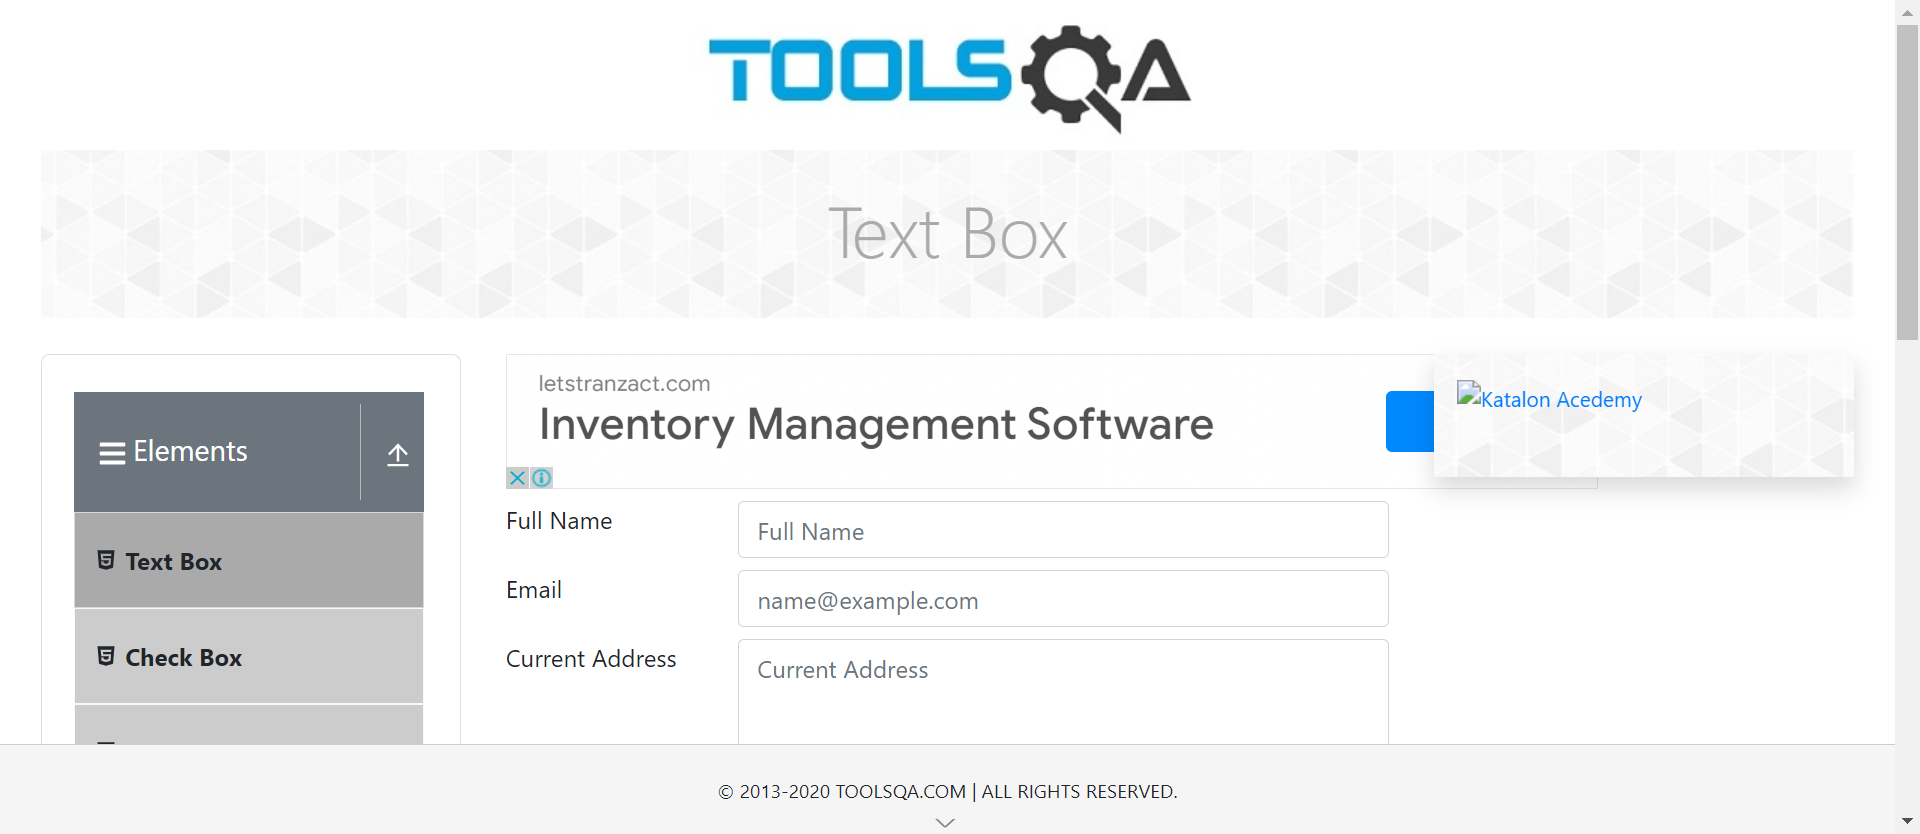 TOOLSQA
Text Box
Elements
Text Box
Check Box
letstranzact.com
Inventory Management Software
Katalon Acedemy
Full Name
Full Name
Email
name@example.com
Current Address
Current Address
© 2013-2020 TOOLSQA.COM | ALL RIGHTS RESERVED.